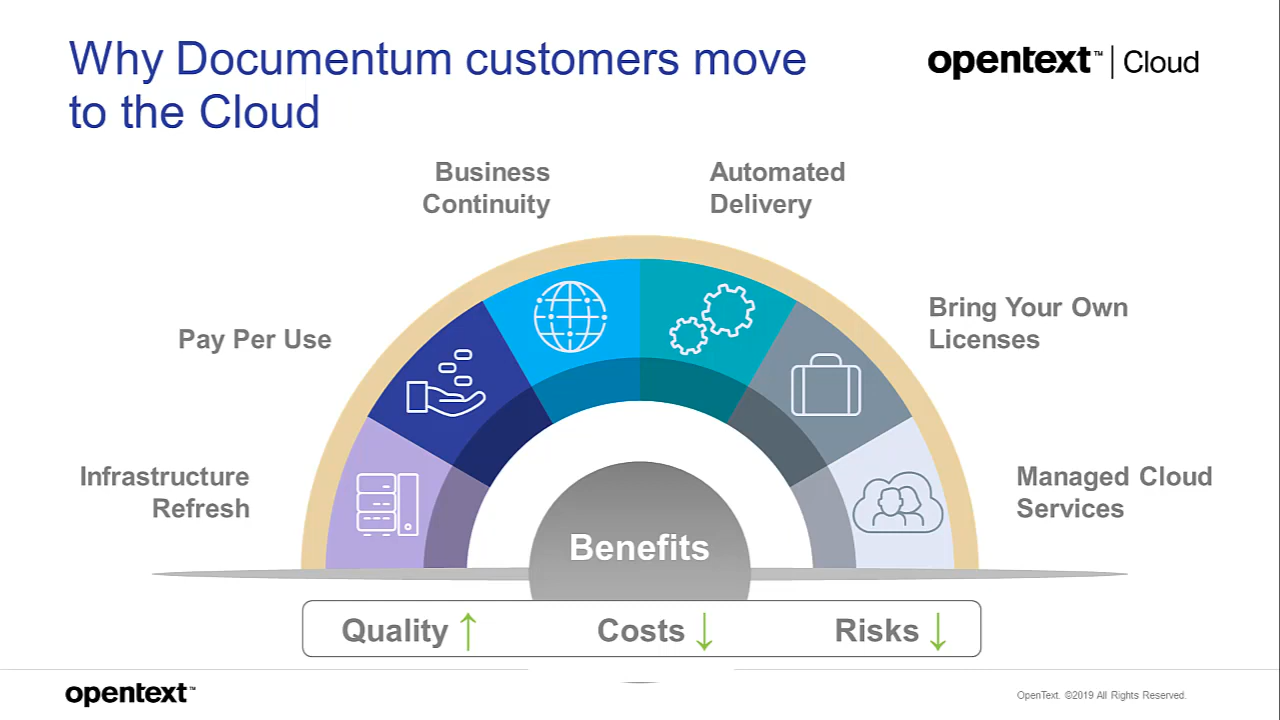 Why Documentum customers move
to the Cloud
opentext™ | Cloud
Business
Continuity
Automated
Delivery
Pay Per Use
Bring Your Own
Licenses
Infrastructure
Refresh
Managed Cloud
Services
Benefits
Quality ↑ Costs ↓ Risks ↓
opentext™
OpenText. ©2019 All Rights Reserved.